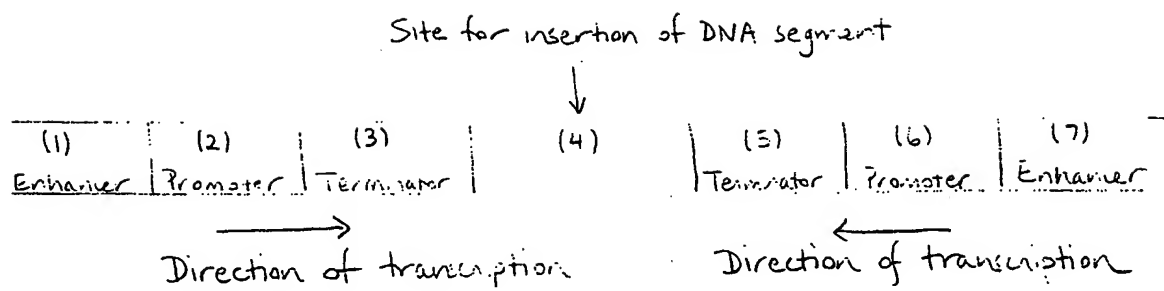 Site for insertion of DNA segment
(1) (2) (3) (4) (5) (6) (7)
Enhancer Promoter Terminator Terminator Promoter Enhancer
Direction of transcription Direction of transcription